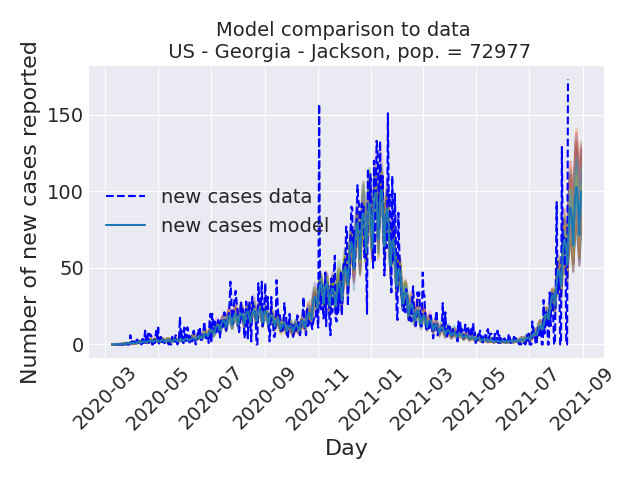 Model comparison to data
US - Georgia - Jackson, pop. = 72977
Number of new cases reported
150
100
50
0
new cases data
new cases model
2020-03
2020-05
2020-07
2020-09
2020-11
2021-01
2021-03
2021-05
2021-07
2021-09
Day